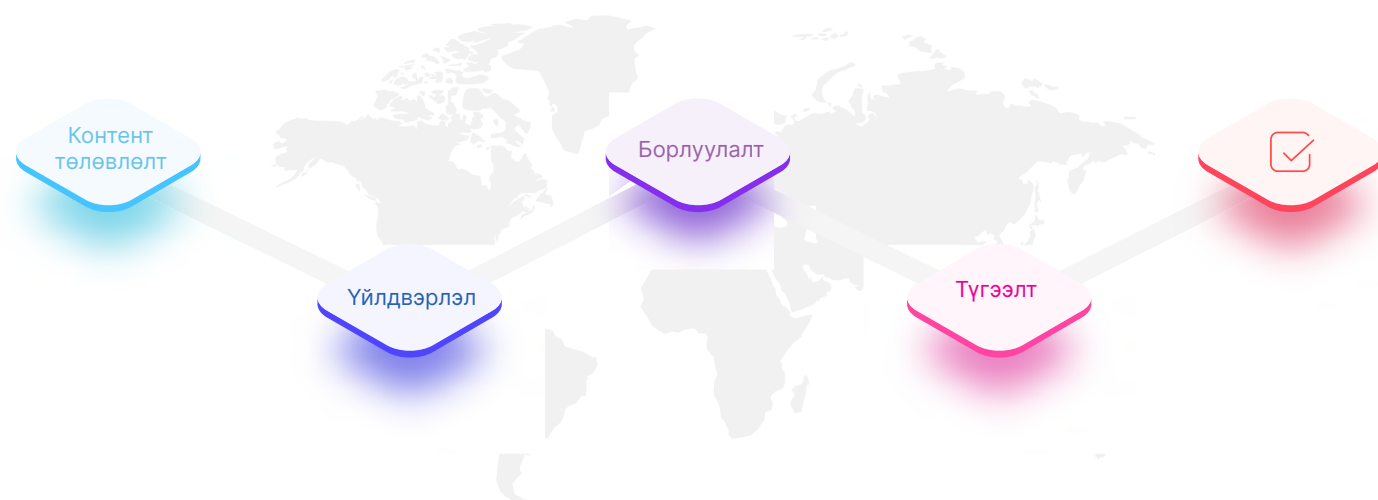 Контент
төлөвлөлт
Үйлдвэрлэл
Борлуулалт
Түгээлт